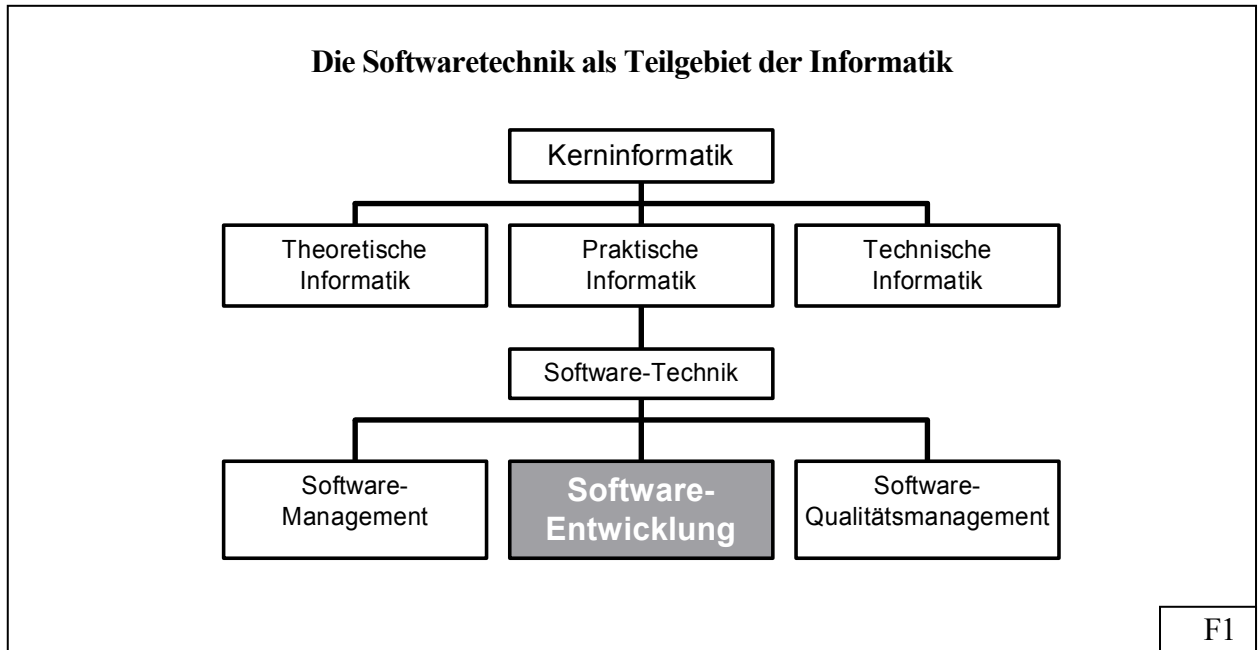 Die Softwaretechnik als Teilgebiet der Informatik
Kerninformatik
Theoretische
Informatik
Praktische
Informatik
Technische
Informatik
Software-Technik
Software-
Management
Software-
Entwicklung
Software-
Qualitätsmanagement
F1